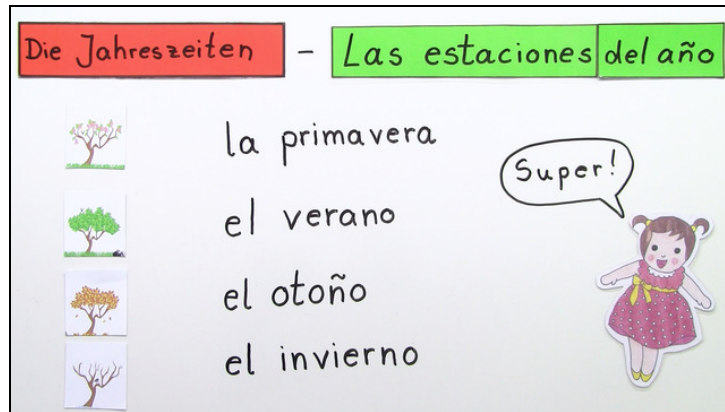 Die Jahreszeiten - Las estaciones del año
la primavera
Super!
el verano
el otoño
el invierno